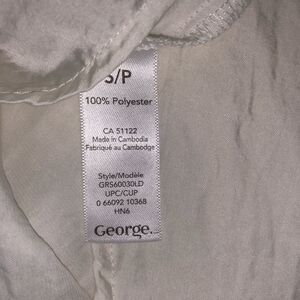 S/P
100% Polyester
CA 51122
Made in Cambodia
Fabriqué au Cambodge
Style/Modèle
GRS60030LD
UPC/CUP
0 66092 10368
HN6
George.